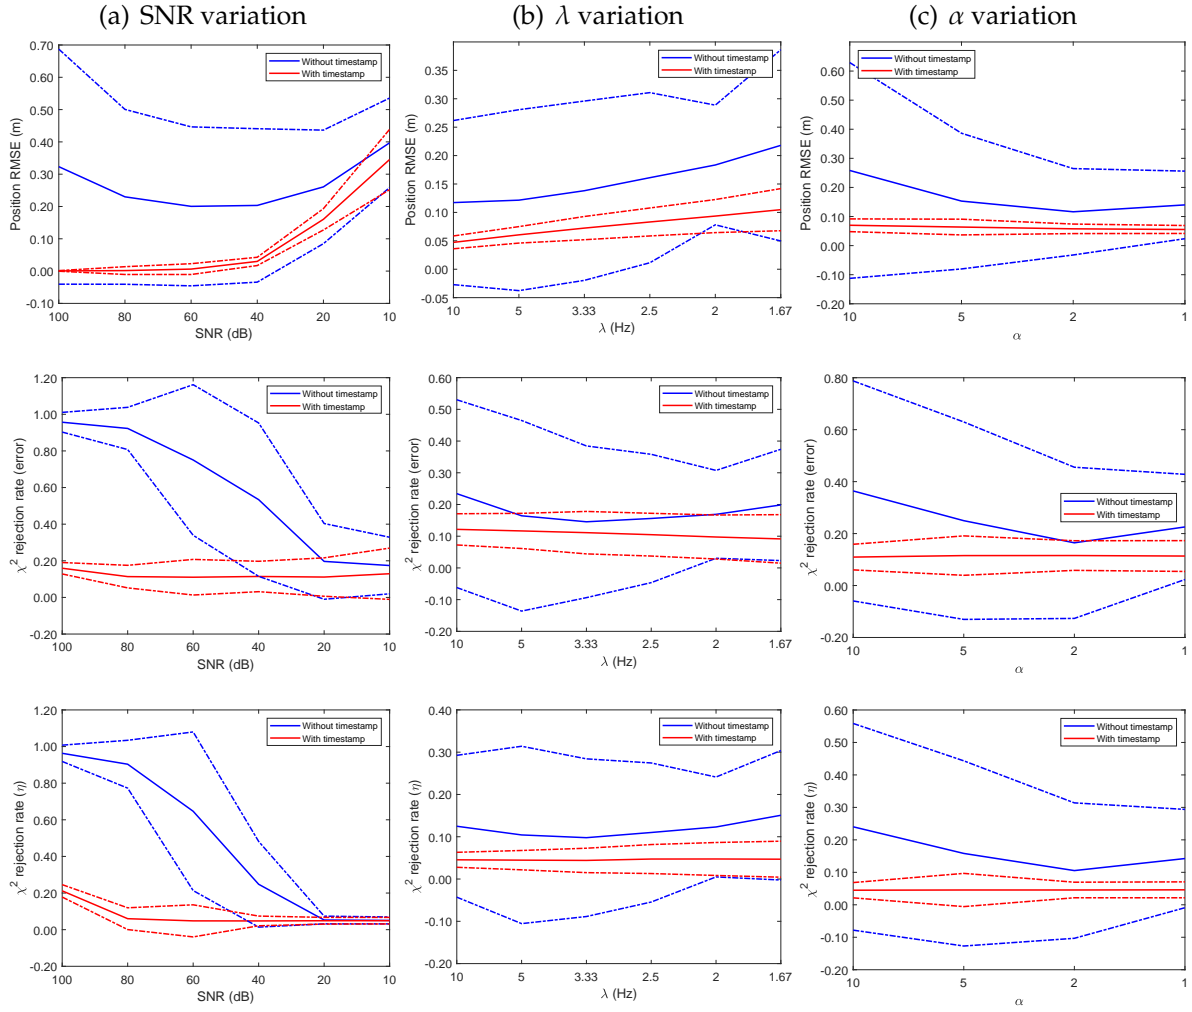 (a) SNR variation
(b) λ variation
(c) α variation
0.70
0.60
0.50
0.40
0.30
0.20
0.10
0.00
-0.10
Position RMSE (m)
Without timestamp
With timestamp
100 80 60 40 20 10
SNR (dB)
0.35
0.30
0.25
0.20
0.15
0.10
0.05
0.00
-0.05
Position RMSE (m)
Without timestamp
With timestamp
10 5 3.33 2.5 2 1.67
λ (Hz)
0.60
0.50
0.40
0.30
0.20
0.10
0.00
-0.10
-0.20
Position RMSE (m)
Without timestamp
With timestamp
10 5 2 1
α
1.20
1.00
0.80
0.60
0.40
0.20
0.00
-0.20
χ² rejection rate (error)
Without timestamp
With timestamp
100 80 60 40 20 10
SNR (dB)
0.60
0.50
0.40
0.30
0.20
0.10
0.00
-0.10
-0.20
χ² rejection rate (error)
Without timestamp
With timestamp
10 5 3.33 2.5 2 1.67
λ (Hz)
0.80
0.60
0.40
0.20
0.00
-0.20
χ² rejection rate (error)
Without timestamp
With timestamp
10 5 2 1
α
1.20
1.00
0.80
0.60
0.40
0.20
0.00
-0.20
χ² rejection rate (η)
Without timestamp
With timestamp
100 80 60 40 20 10
SNR (dB)
0.40
0.30
0.20
0.10
0.00
-0.10
-0.20
χ² rejection rate (η)
Without timestamp
With timestamp
10 5 3.33 2.5 2 1.67
λ (Hz)
0.60
0.50
0.40
0.30
0.20
0.10
0.00
-0.10
-0.20
χ² rejection rate (η)
Without timestamp
With timestamp
10 5 2 1
α